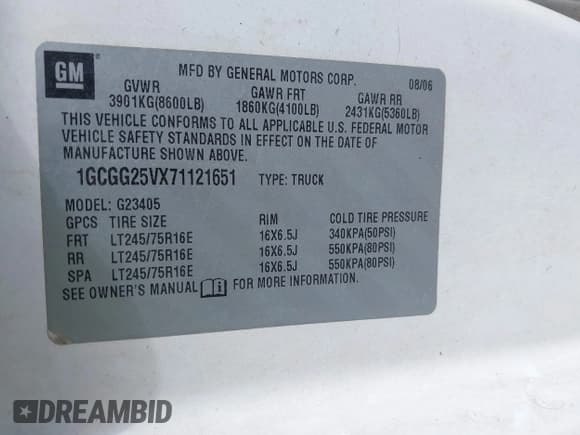 GM
MFD BY GENERAL MOTORS CORP. 08/06
GVWR GAWR FRT GAWR RR
3901KG(8600LB) 1860KG(4100LB) 2431KG(5360LB)
THIS VEHICLE CONFORMS TO ALL APPLICABLE U.S. FEDERAL MOTOR
VEHICLE SAFETY STANDARDS IN EFFECT ON THE DATE OF
MANUFACTURE SHOWN ABOVE.
1GCGG25VX71121651 TYPE: TRUCK
MODEL: G23405
GPCS TIRE SIZE RIM COLD TIRE PRESSURE
FRT LT245/75R16E 16X6.5J 340KPA(50PSI)
RR LT245/75R16E 16X6.5J 550KPA(80PSI)
SPA LT245/75R16E 16X6.5J 550KPA(80PSI)
SEE OWNER'S MANUAL i FOR MORE INFORMATION.
DREAMBID